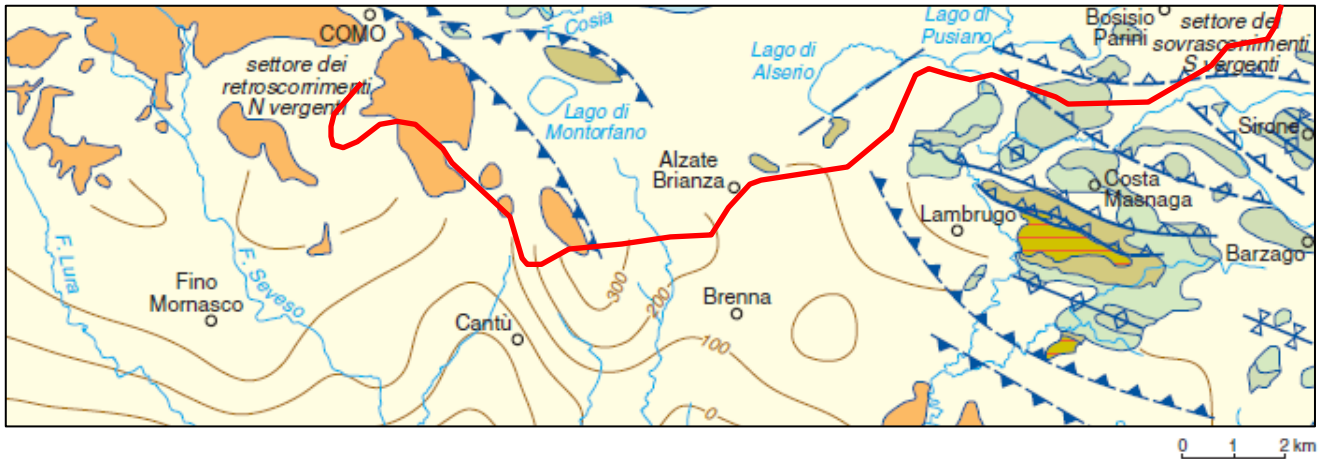 COMO
T. Cosia
Lago di
Pusiano
Bosisio
Parini
settore dei
sovrascorrimenti
S vergenti
settore dei
retroscorrimenti
N vergenti
Lago di
Alserio
Lago di
Montorfano
Sirone
Alzate
Brianza
Costa
Masnaga
Lambrugo
Barzago
F. Lura
F. Seveso
Fino
Mornasco
300
200
Brenna
Cantù
100
0
0 1 2 km